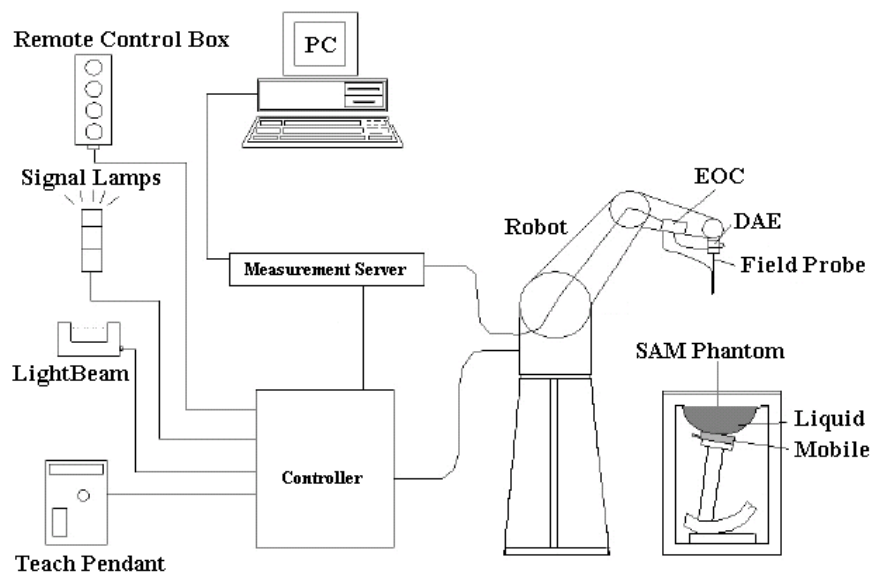 Remote Control Box
PC
Signal Lamps
EOC
Robot
DAE
Measurement Server
Field Probe
SAM Phantom
LightBeam
Liquid
Mobile
Controller
Teach Pendant